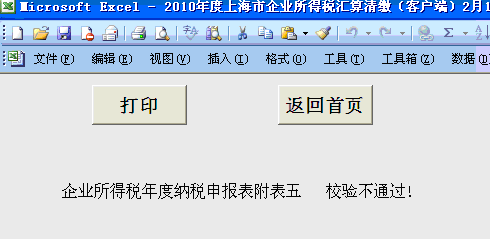 Microsoft Excel - 2010年度上海市企业所得税汇算清缴（客户端）2月1
文件(F) 编辑(E) 视图(V) 插入(I) 格式(O) 工具(T) 工具箱(Z) 数据(D)
打印 返回首页
企业所得税年度纳税申报表附表五 校验不通过!